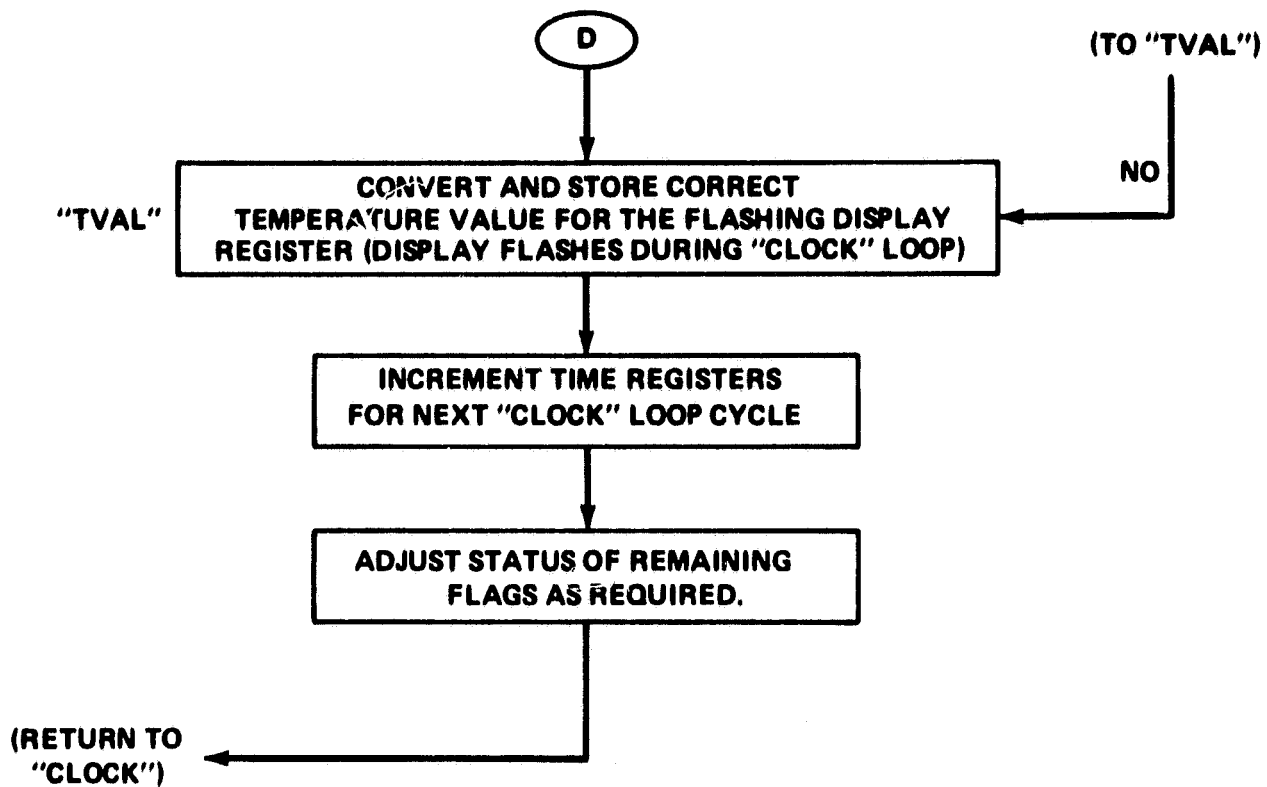 D
(TO "TVAL")
NO
"TVAL"
CONVERT AND STORE CORRECT
TEMPERATURE VALUE FOR THE FLASHING DISPLAY
REGISTER (DISPLAY FLASHES DURING "CLOCK" LOOP)
INCREMENT TIME REGISTERS
FOR NEXT "CLOCK" LOOP CYCLE
ADJUST STATUS OF REMAINING
FLAGS AS REQUIRED.
(RETURN TO
"CLOCK")